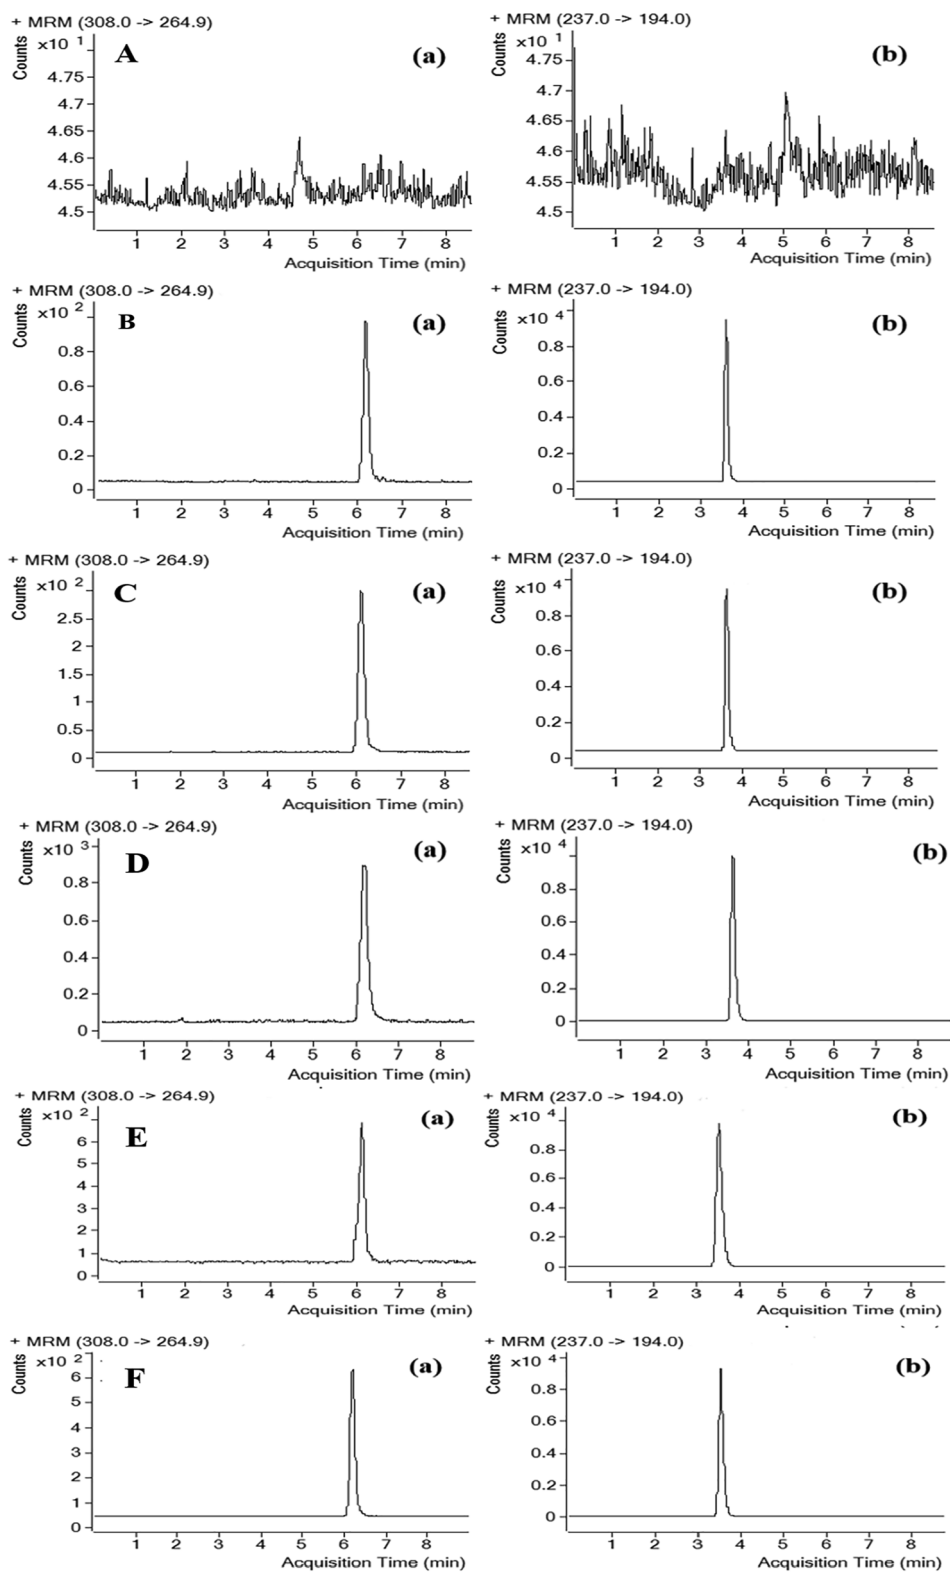 + MRM (308.0 -> 264.9)
Counts
x10 1
A
(a)
4.75
4.7
4.65
4.6
4.55
4.5
1 2 3 4 5 6 7 8
Acquisition Time (min)
+ MRM (237.0 -> 194.0)
Counts
x10 1
(b)
4.75
4.7
4.65
4.6
4.55
4.5
1 2 3 4 5 6 7 8
Acquisition Time (min)
+ MRM (308.0 -> 264.9)
Counts
x10 2
B
(a)
0.8
0.6
0.4
0.2
0
1 2 3 4 5 6 7 8
Acquisition Time (min)
+ MRM (237.0 -> 194.0)
Counts
x10 4
(b)
0.8
0.6
0.4
0.2
0
1 2 3 4 5 6 7 8
Acquisition Time (min)
+ MRM (308.0 -> 264.9)
Counts
x10 2
C
(a)
2.5
2
1.5
1
0.5
0
1 2 3 4 5 6 7 8
Acquisition Time (min)
+ MRM (237.0 -> 194.0)
Counts
x10 4
(b)
0.8
0.6
0.4
0.2
0
1 2 3 4 5 6 7 8
Acquisition Time (min)
+ MRM (308.0 -> 264.9)
Counts
x10 3
D
(a)
0.8
0.6
0.4
0.2
0
1 2 3 4 5 6 7 8
Acquisition Time (min)
+ MRM (237.0 -> 194.0)
Counts
x10 4
(b)
0.8
0.6
0.4
0.2
0
1 2 3 4 5 6 7 8
Acquisition Time (min)
+ MRM (308.0 -> 264.9)
Counts
x10 2
E
(a)
6
5
4
3
2
1
0
1 2 3 4 5 6 7 8
Acquisition Time (min)
+ MRM (237.0 -> 194.0)
Counts
x10 4
(b)
0.8
0.6
0.4
0.2
0
1 2 3 4 5 6 7 8
Acquisition Time (min)
+ MRM (308.0 -> 264.9)
Counts
x10 2
F
(a)
6
5
4
3
2
1
0
1 2 3 4 5 6 7 8
Acquisition Time (min)
+ MRM (237.0 -> 194.0)
Counts
x10 4
(b)
0.8
0.6
0.4
0.2
0
1 2 3 4 5 6 7 8
Acquisition Time (min)